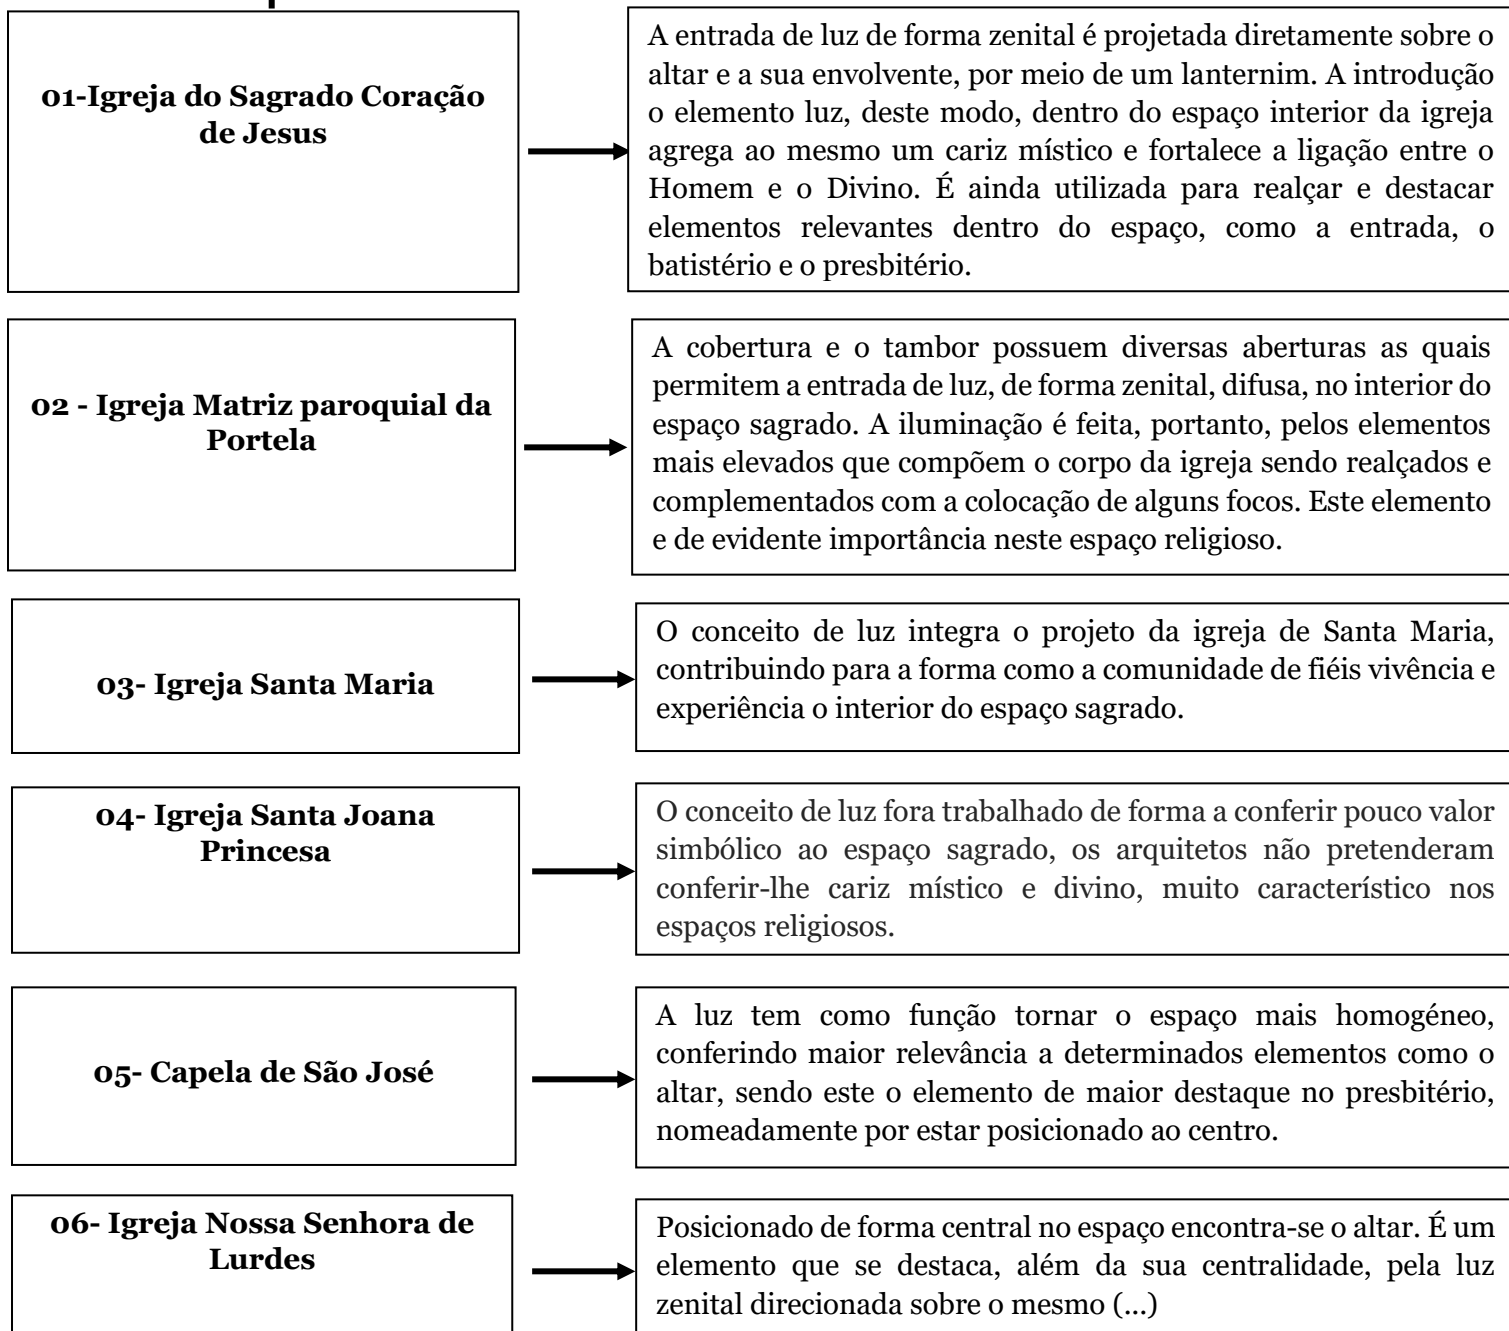 01-Igreja do Sagrado Coração
de Jesus
A entrada de luz de forma zenital é projetada diretamente sobre o
altar e a sua envolvente, por meio de um lanternim. A introdução
o elemento luz, deste modo, dentro do espaço interior da igreja
agrega ao mesmo um cariz místico e fortalece a ligação entre o
Homem e o Divino. É ainda utilizada para realçar e destacar
elementos relevantes dentro do espaço, como a entrada, o
batistério e o presbitério.
02 - Igreja Matriz paroquial da
Portela
A cobertura e o tambor possuem diversas aberturas as quais
permitem a entrada de luz, de forma zenital, difusa, no interior do
espaço sagrado. A iluminação é feita, portanto, pelos elementos
mais elevados que compõem o corpo da igreja sendo realçados e
complementados com a colocação de alguns focos. Este elemento
e de evidente importância neste espaço religioso.
03- Igreja Santa Maria
O conceito de luz integra o projeto da igreja de Santa Maria,
contribuindo para a forma como a comunidade de fiéis vivência e
experiência o interior do espaço sagrado.
04- Igreja Santa Joana
Princesa
O conceito de luz fora trabalhado de forma a conferir pouco valor
simbólico ao espaço sagrado, os arquitetos não pretenderam
conferir-lhe cariz místico e divino, muito característico nos
espaços religiosos.
05- Capela de São José
A luz tem como função tornar o espaço mais homogéneo,
conferindo maior relevância a determinados elementos como o
altar, sendo este o elemento de maior destaque no presbitério,
nomeadamente por estar posicionado ao centro.
06- Igreja Nossa Senhora de
Lurdes
Posicionado de forma central no espaço encontra-se o altar. É um
elemento que se destaca, além da sua centralidade, pela luz
zenital direcionada sobre o mesmo (...)